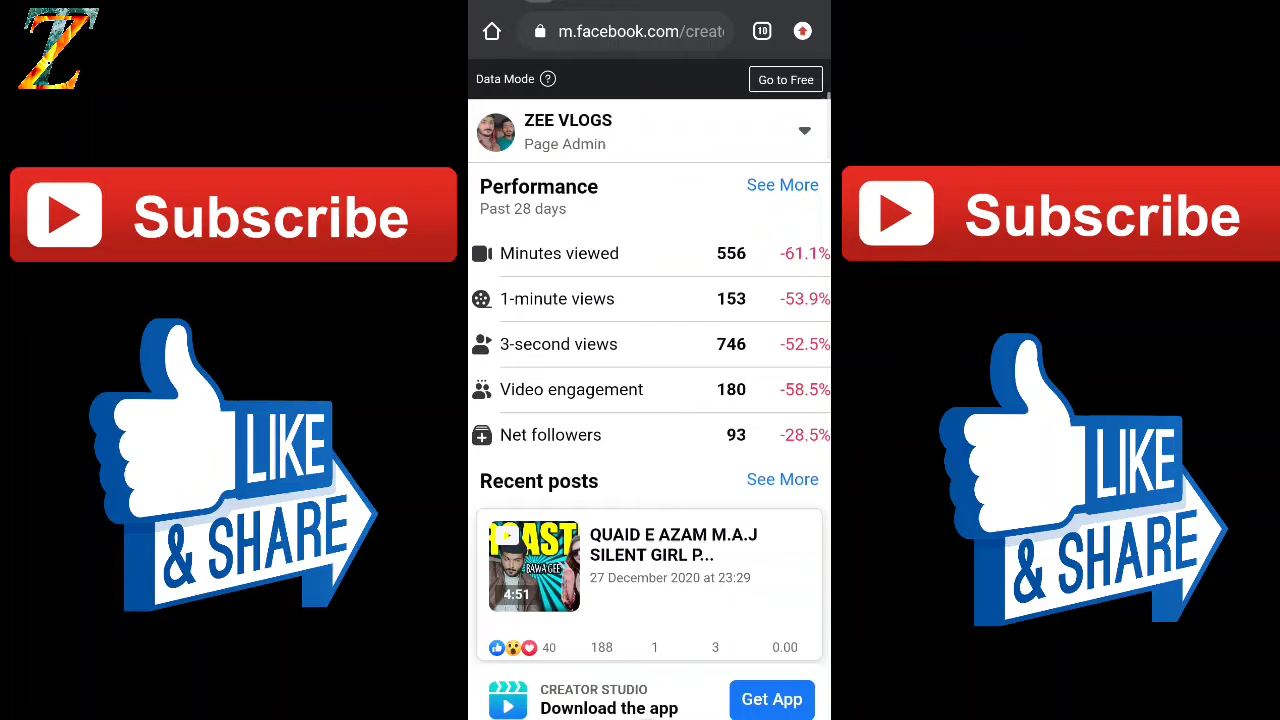 Z
Subscribe
LIKE
& SHARE
m.facebook.com/creat
10
Data Mode ?
Go to Free
ZEE VLOGS
Page Admin
Performance
See More
Past 28 days
Minutes viewed 556 -61.1%
1-minute views 153 -53.9%
3-second views 746 -52.5%
Video engagement 180 -58.5%
Net followers 93 -28.5%
Recent posts
See More
ROAST
BAWA GEE
4:51
QUAID E AZAM M.A.J
SILENT GIRL P...
27 December 2020 at 23:29
40 188 1 3 0.00
CREATOR STUDIO
Download the app
Get App
Subscribe
LIKE
& SHARE